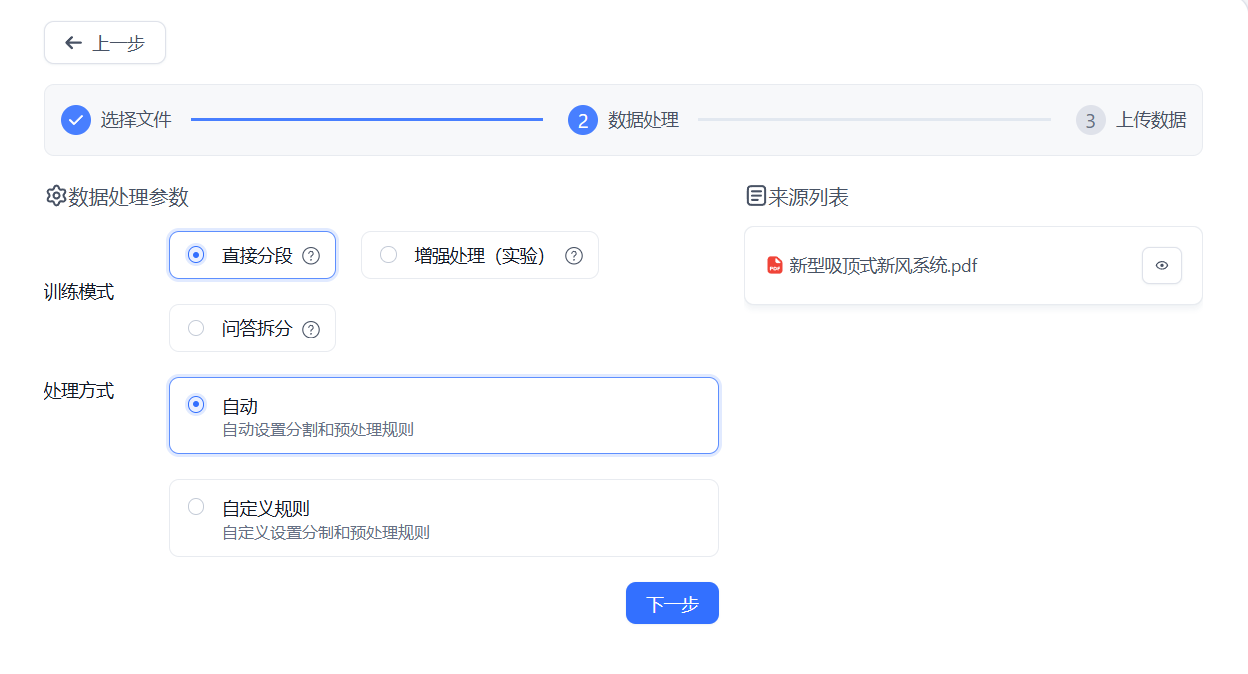 上一步
选择文件
2 数据处理
3 上传数据
数据处理参数
训练模式
直接分段
增强处理（实验）
问答拆分
处理方式
自动
自动设置分割和预处理规则
自定义规则
自定义设置分制和预处理规则
下一步
来源列表
PDF 新型吸顶式新风系统.pdf